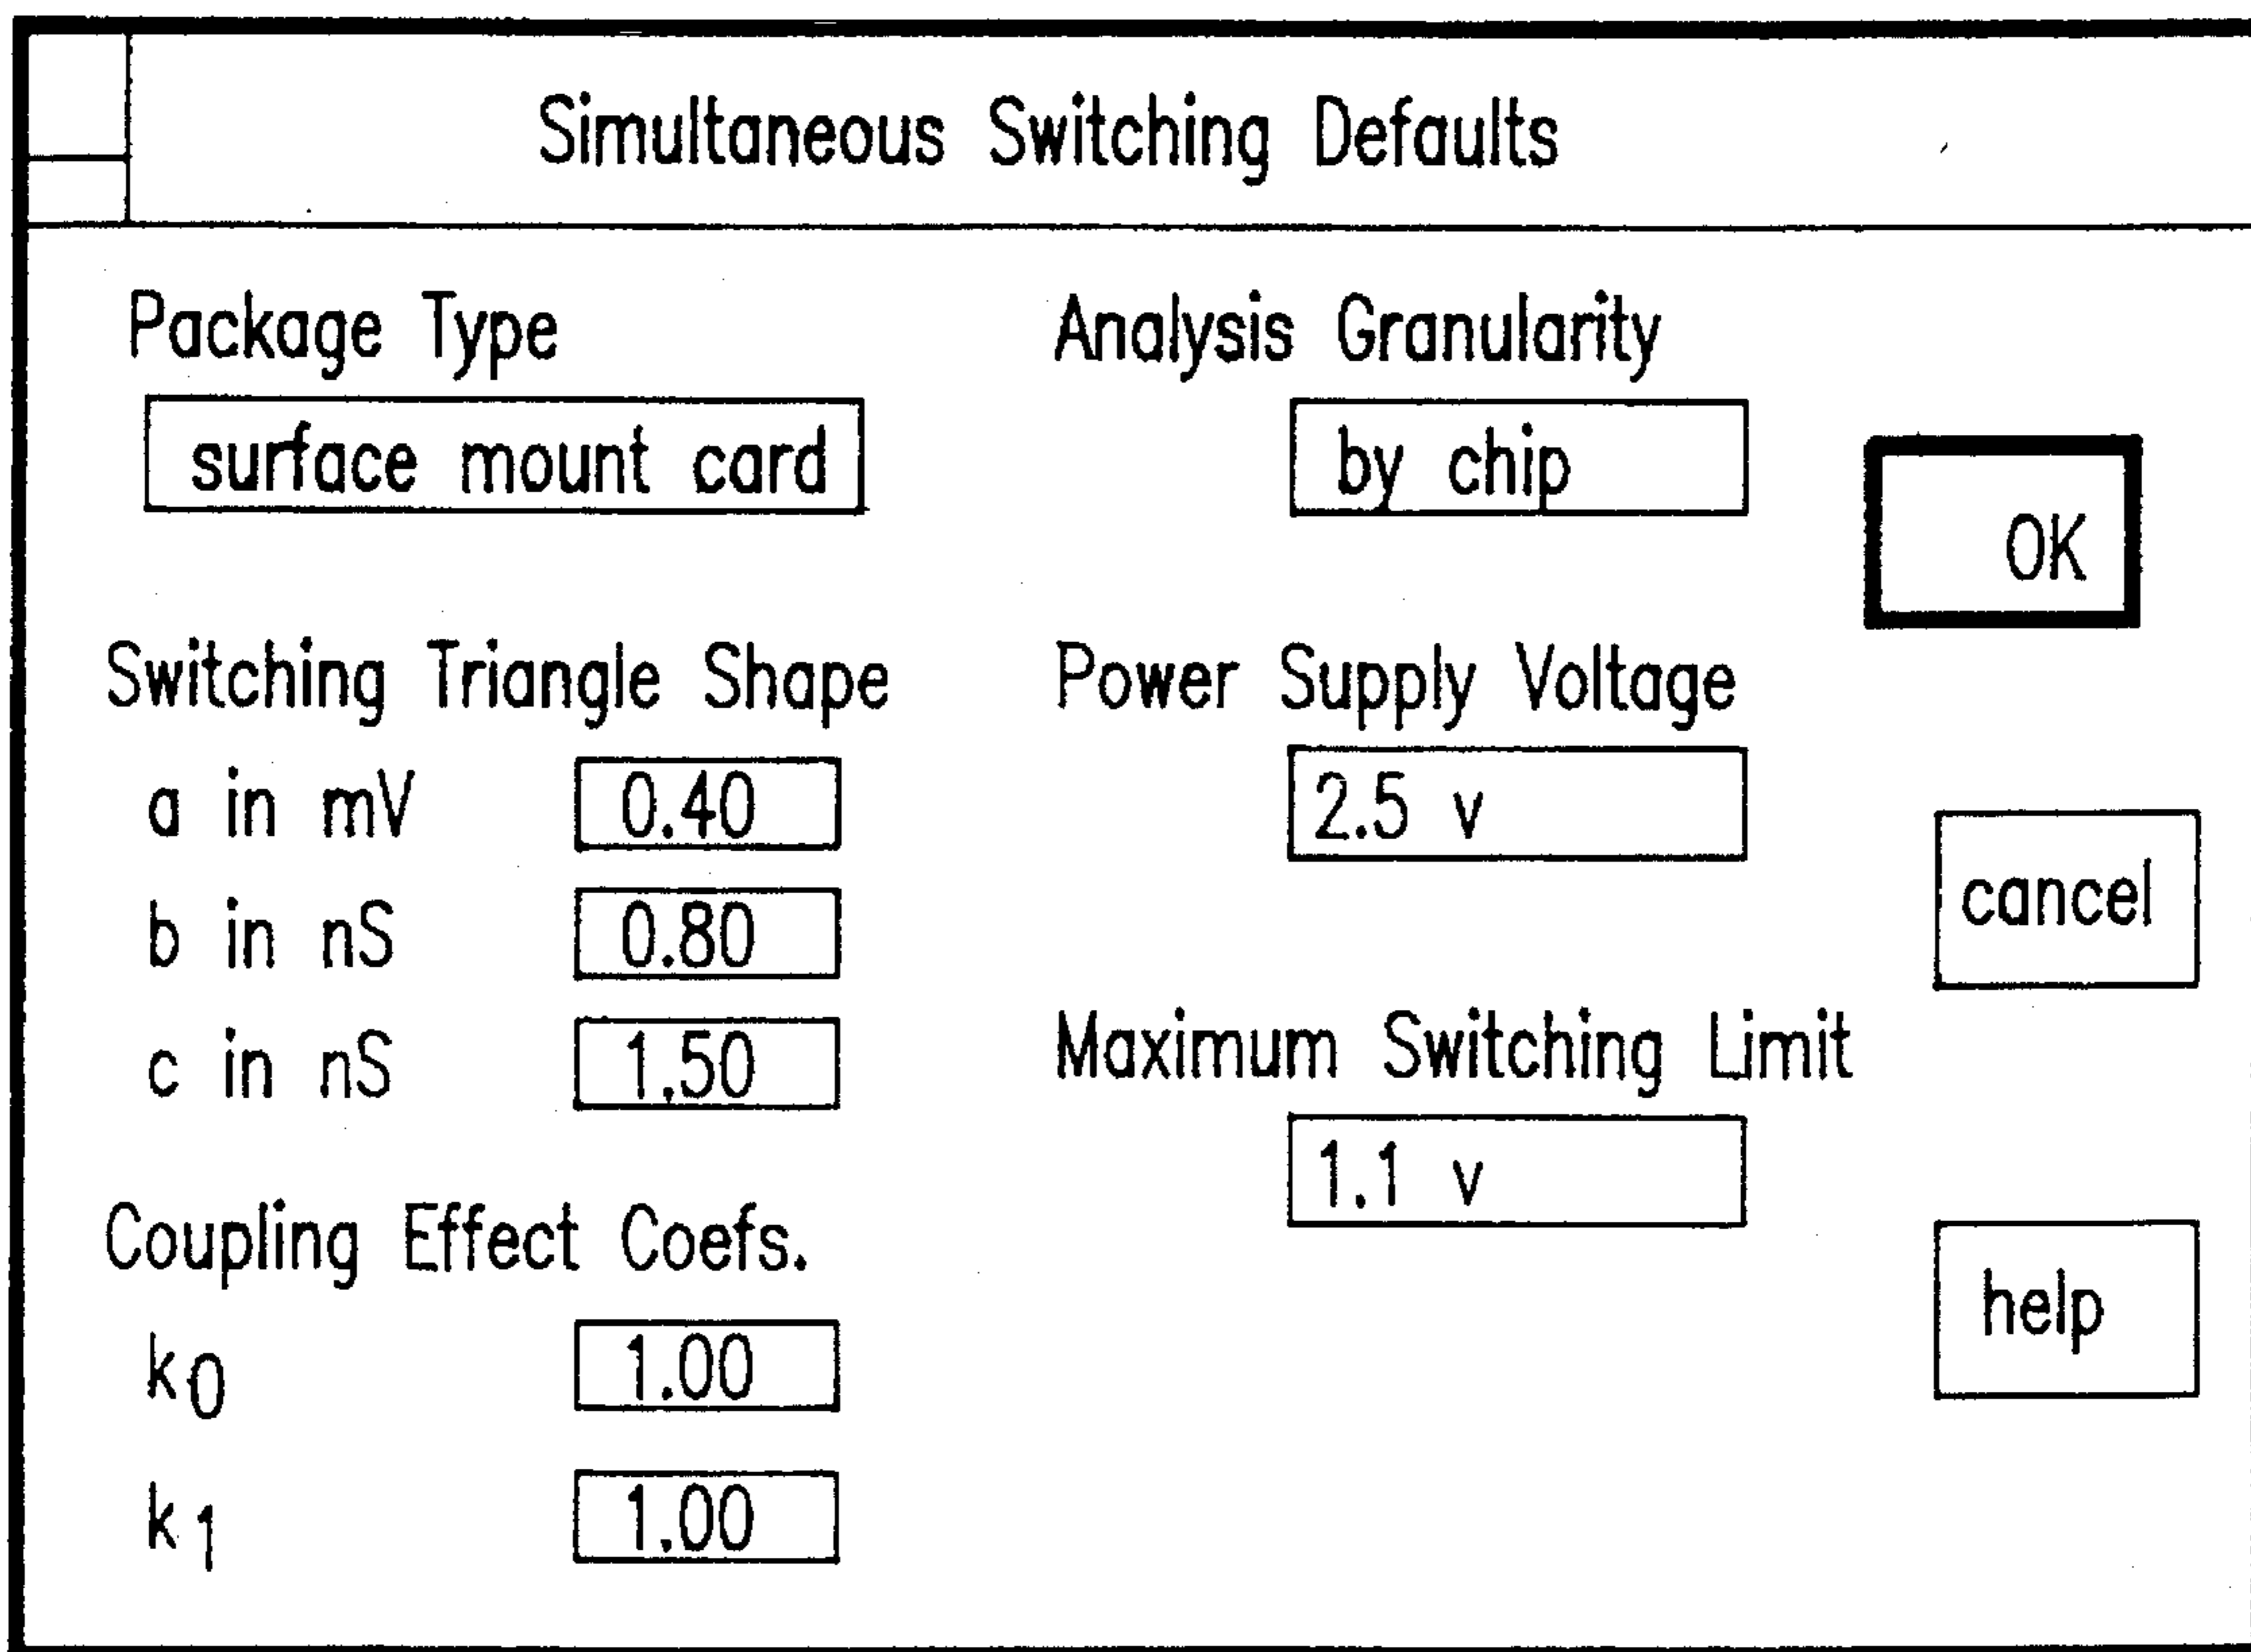 Simultaneous Switching Defaults
Package Type
surface mount card
Analysis Granularity
by chip
OK
Switching Triangle Shape
a in mV 0.40
b in nS 0.80
c in nS 1.50
Power Supply Voltage
2.5 v
cancel
Maximum Switching Limit
1.1 v
Coupling Effect Coefs.
k0 1.00
k1 1.00
help